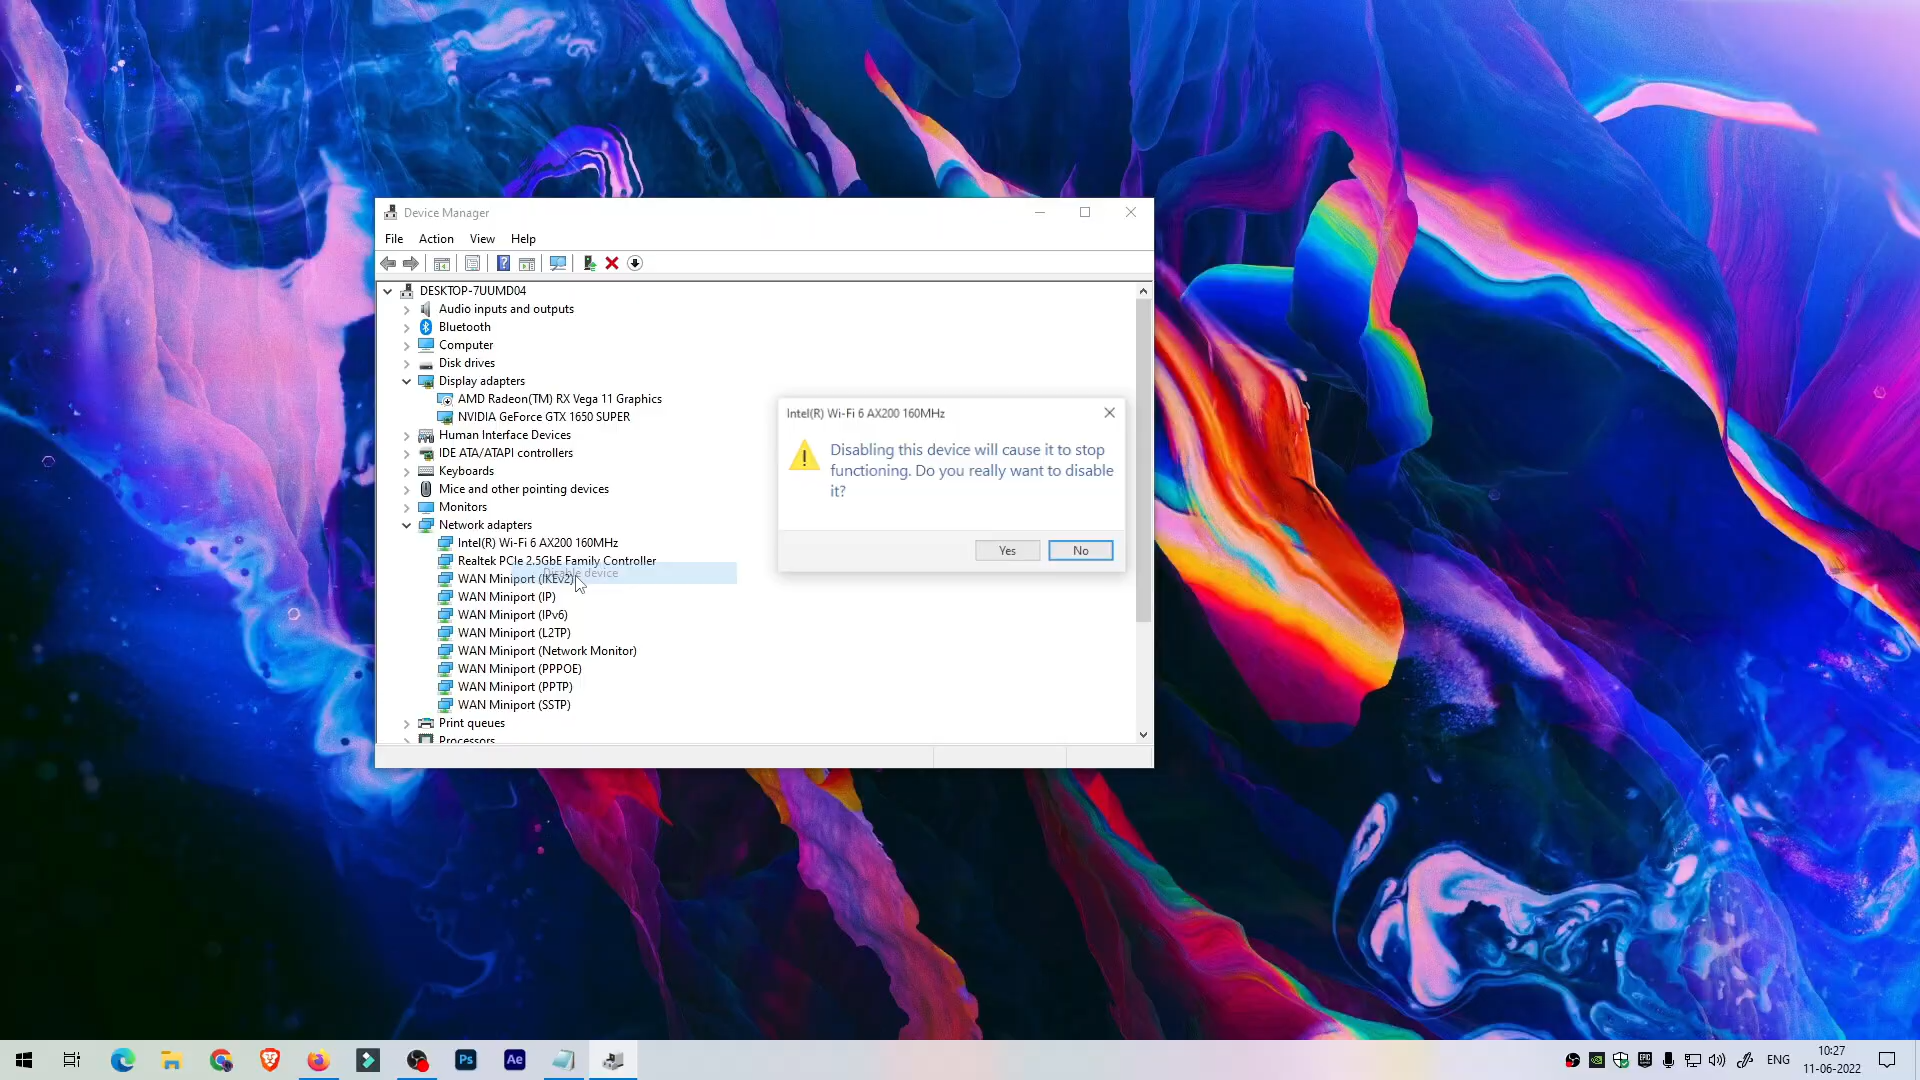 Device Manager
File Action View Help
DESKTOP-7UUMD04
Audio inputs and outputs
Bluetooth
Computer
Disk drives
Display adapters
AMD Radeon(TM) RX Vega 11 Graphics
NVIDIA GeForce GTX 1650 SUPER
Human Interface Devices
IDE ATA/ATAPI controllers
Keyboards
Mice and other pointing devices
Monitors
Network adapters
Intel(R) Wi-Fi 6 AX200 160MHz
Realtek PCIe 2.5GbE Family Controller
Disable device
WAN Miniport (IKEv2)
WAN Miniport (IP)
WAN Miniport (IPv6)
WAN Miniport (L2TP)
WAN Miniport (Network Monitor)
WAN Miniport (PPPOE)
WAN Miniport (PPTP)
WAN Miniport (SSTP)
Print queues
Processors
Intel(R) Wi-Fi 6 AX200 160MHz
Disabling this device will cause it to stop
functioning. Do you really want to disable
it?
Yes No
Ps Ae
ENG
10:27
11-06-2022